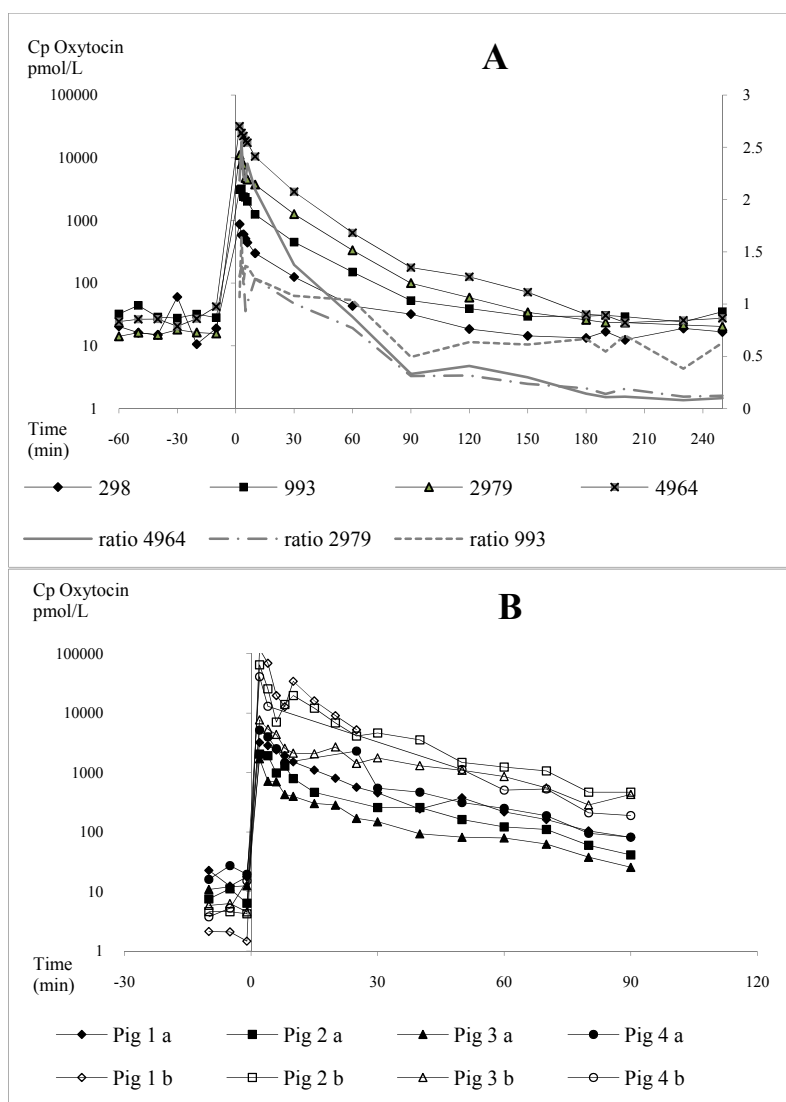 Cp Oxytocin
pmol/L
A
100000
10000
1000
100
10
1
3
2.5
2
1.5
1
0.5
0
Time
(min)
-60 -30 0 30 60 90 120 150 180 210 240
298 993 2979 4964
ratio 4964 ratio 2979 ratio 993
Cp Oxytocin
pmol/L
B
100000
10000
1000
100
10
1
Time
(min)
-30 0 30 60 90 120
Pig 1 a Pig 2 a Pig 3 a Pig 4 a
Pig 1 b Pig 2 b Pig 3 b Pig 4 b